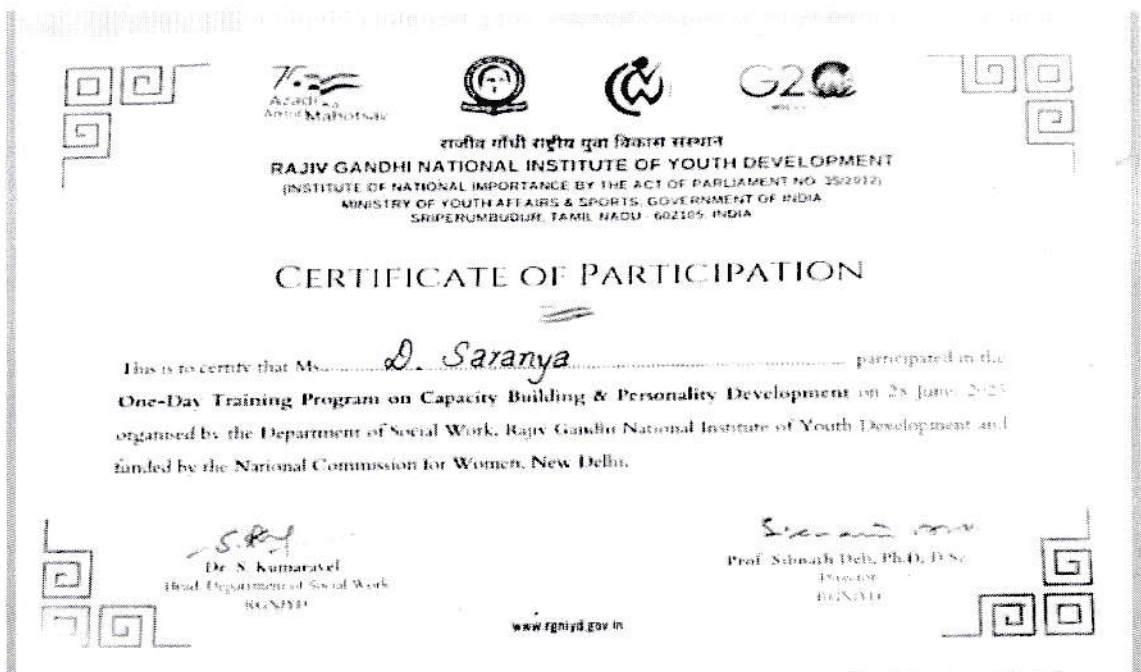 Azadi Ka
Amrit Mahotsav
G20
राजीव गाँधी राष्ट्रीय युवा विकास संस्थान
RAJIV GANDHI NATIONAL INSTITUTE OF YOUTH DEVELOPMENT
(INSTITUTE OF NATIONAL IMPORTANCE BY THE ACT OF PARLIAMENT NO. 35/2012)
MINISTRY OF YOUTH AFFAIRS & SPORTS, GOVERNMENT OF INDIA
SRIPERUMBUDUR, TAMIL NADU - 602105, INDIA
CERTIFICATE OF PARTICIPATION
This is to certify that Ms. D. Saranya participated in the
One-Day Training Program on Capacity Building & Personality Development on 28 June, 2023
organised by the Department of Social Work, Rajiv Gandhi National Institute of Youth Development and
funded by the National Commission for Women, New Delhi.
Dr. S. Kumaravel
Head, Department of Social Work
RGNIYD
Prof. Sibnath Deb, Ph.D, D.Sc
Director
RGNIYD
www.rgniyd.gov.in